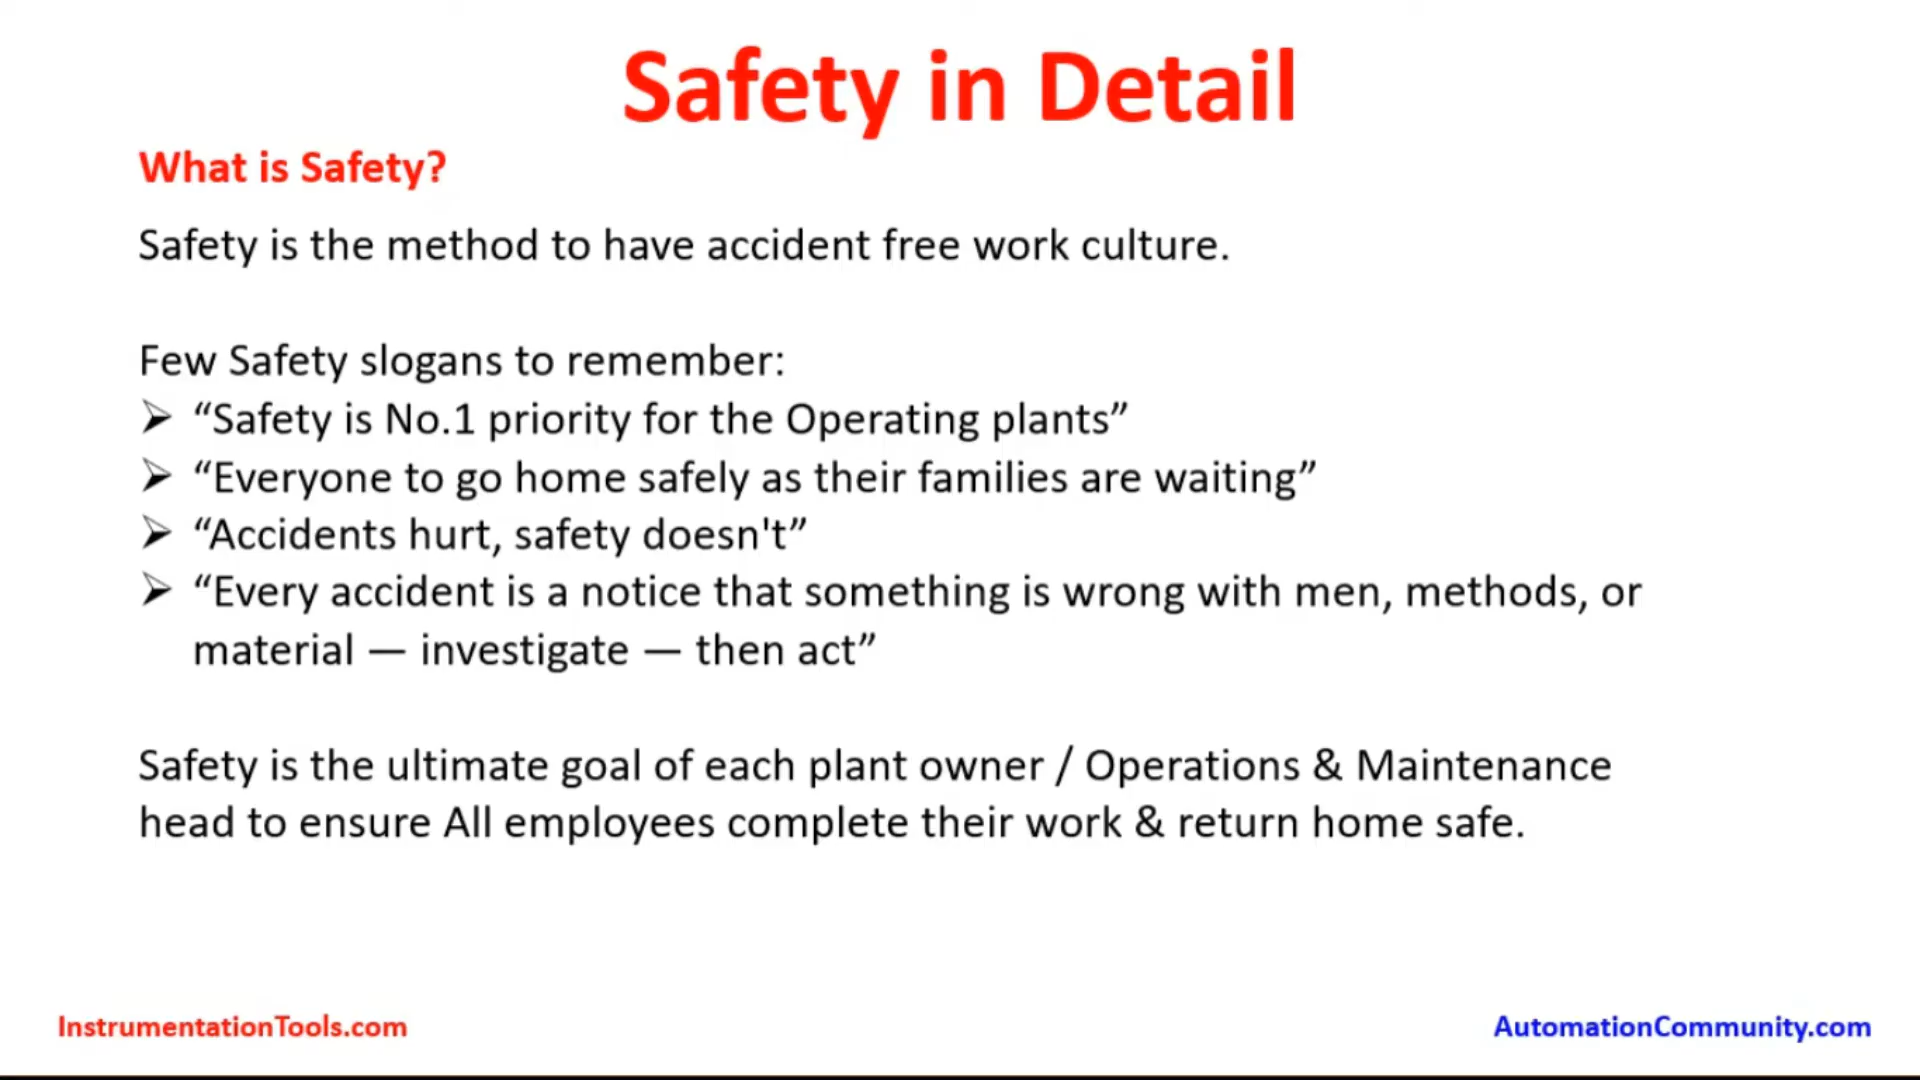 Safety in Detail
What is Safety?
Safety is the method to have accident free work culture.
Few Safety slogans to remember:
➢ “Safety is No.1 priority for the Operating plants”
➢ “Everyone to go home safely as their families are waiting”
➢ “Accidents hurt, safety doesn't”
➢ “Every accident is a notice that something is wrong with men, methods, or
material — investigate — then act”
Safety is the ultimate goal of each plant owner / Operations & Maintenance
head to ensure All employees complete their work & return home safe.
InstrumentationTools.com
AutomationCommunity.com